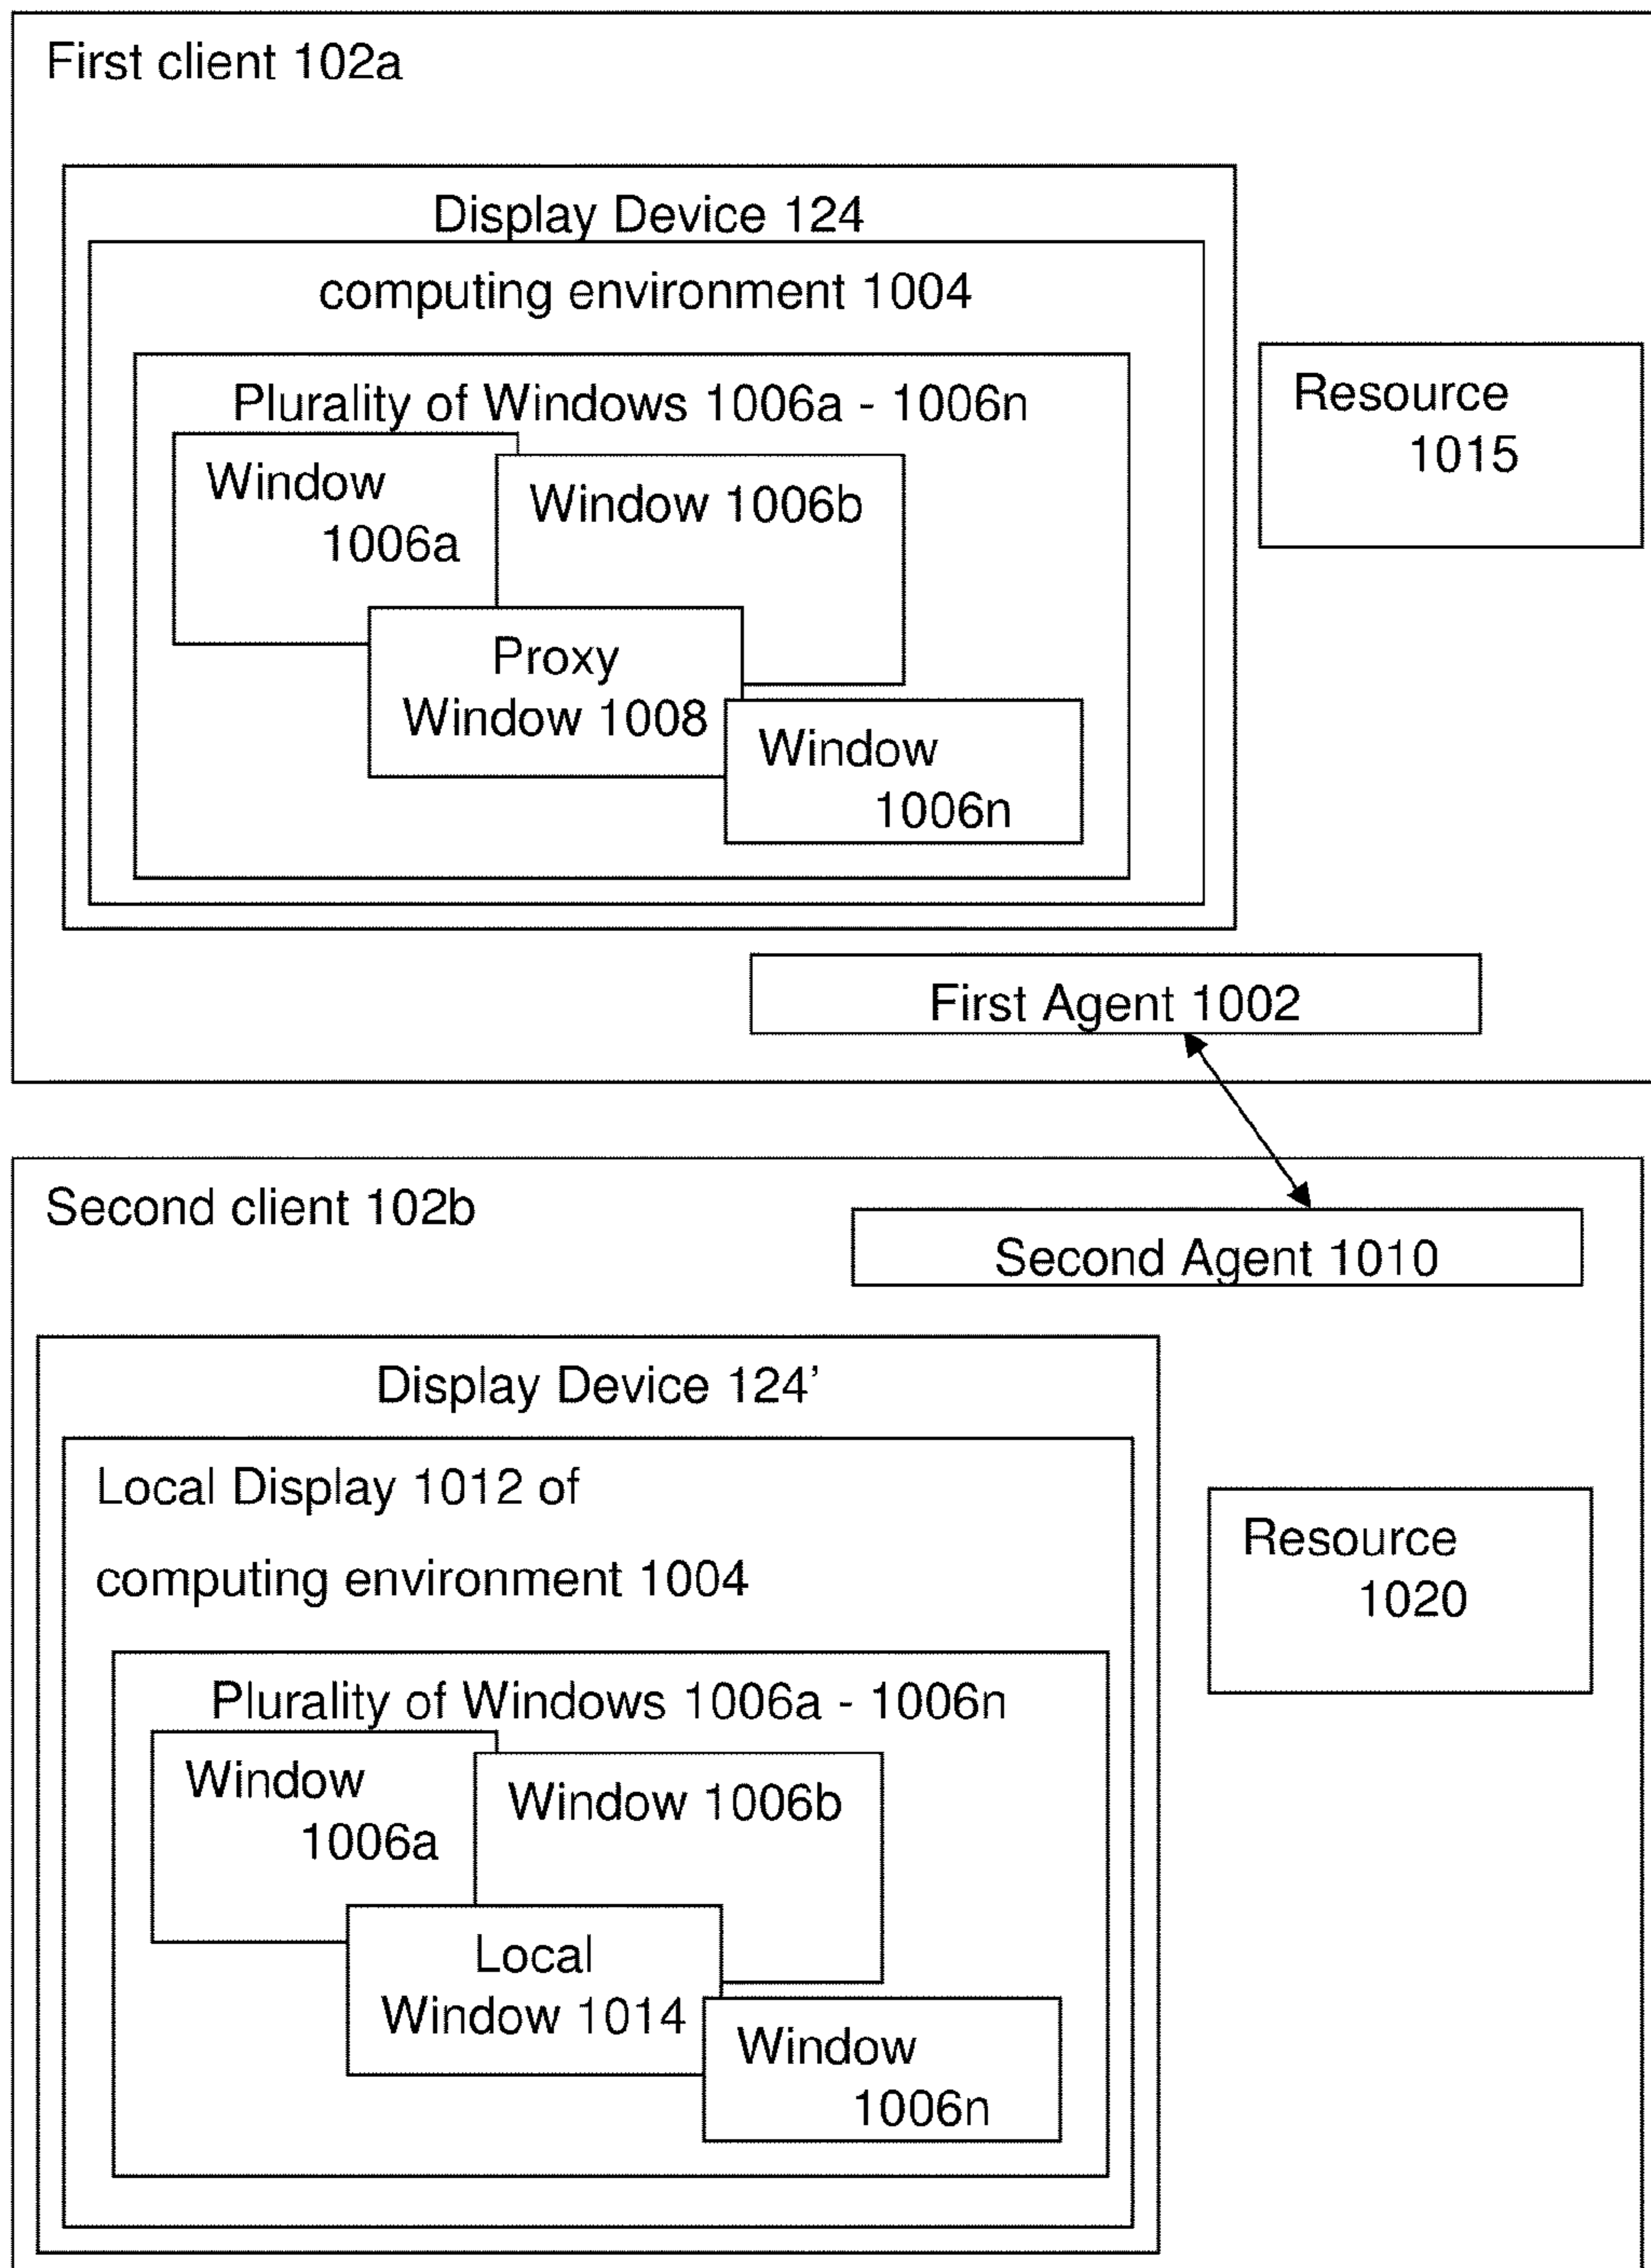 First client 102a
Display Device 124
computing environment 1004
Plurality of Windows 1006a - 1006n
Window
1006a
Window 1006b
Proxy
Window 1008
Window
1006n
Resource
1015
First Agent 1002
Second client 102b
Second Agent 1010
Display Device 124'
Local Display 1012 of
computing environment 1004
Plurality of Windows 1006a - 1006n
Window
1006a
Window 1006b
Local
Window 1014
Window
1006n
Resource
1020